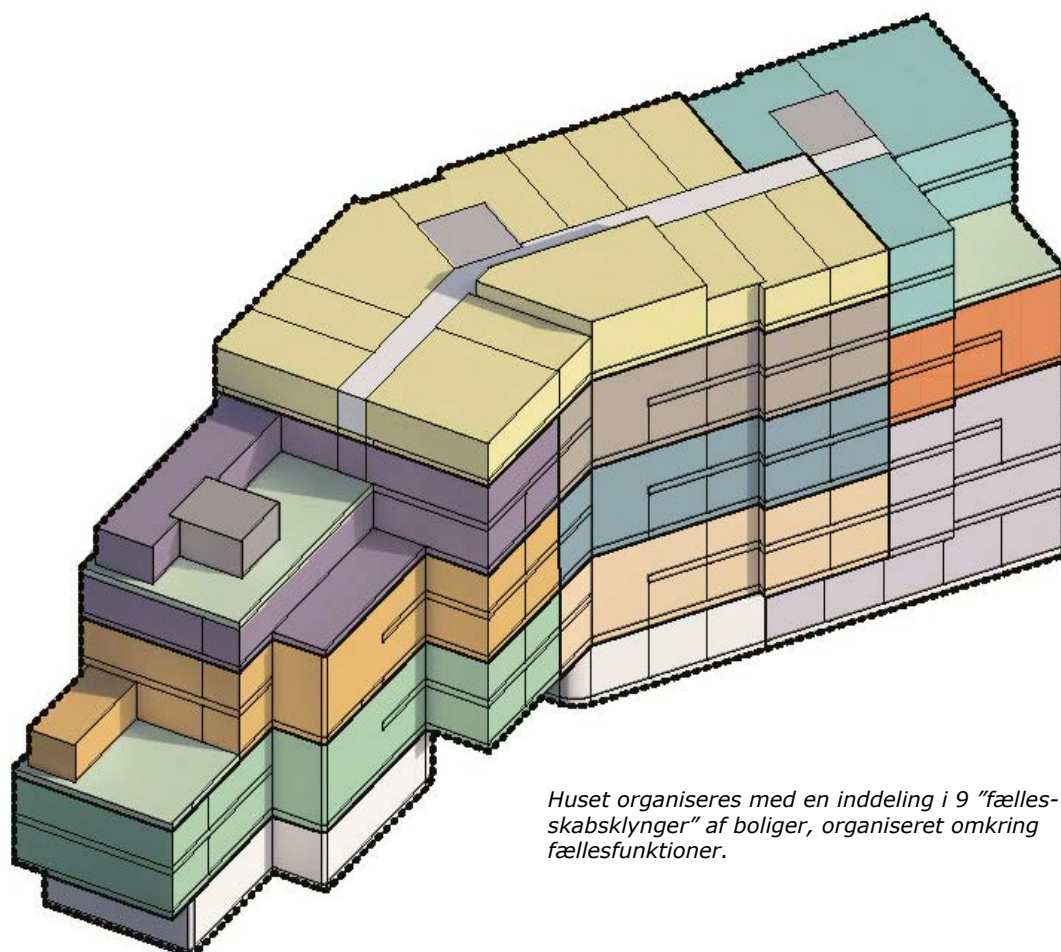 Huset organiseres med en inddeling i 9 ”fælles-
skabsklynger” af boliger, organiseret omkring
fællesfunktioner.